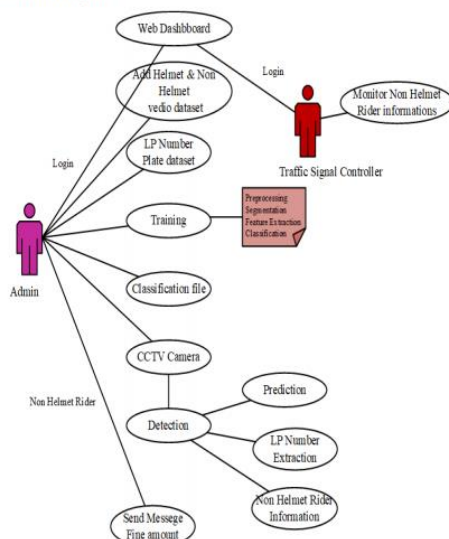 Web Dashbboard
Login
Add Helmet & Non
Helmet
vedio dataset
Monitor Non Helmet
Rider informations
LP Number
Plate dataset
Login
Traffic Signal Controller
Training
Preprocessing
Segmentation
Feature Extraction
Classification
Admin
Classification file
CCTV Camera
Non Helmet Rider
Prediction
Detection
LP Number
Extraction
Non Helmet Rider
Information
Send Messege
Fine amount